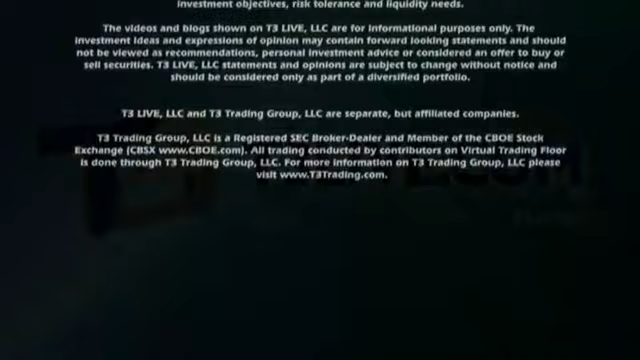 investment objectives, risk tolerance and liquidity needs.
The videos and blogs shown on T3 LIVE, LLC are for informational purposes only. The
investment ideas and expressions of opinion may contain forward looking statements and should
not be viewed as recommendations, personal investment advice or considered an offer to buy or
sell securities. T3 LIVE, LLC statements and opinions are subject to change without notice and
should be considered only as part of a diversified portfolio.
T3 LIVE, LLC and T3 Trading Group, LLC are separate, but affiliated companies.
T3 Trading Group, LLC is a Registered SEC Broker-Dealer and Member of the CBOE Stock
Exchange (CBSX www.CBOE.com). All trading conducted by contributors on Virtual Trading Floor
is done through T3 Trading Group, LLC. For more information on T3 Trading Group, LLC please
visit www.T3Trading.com.